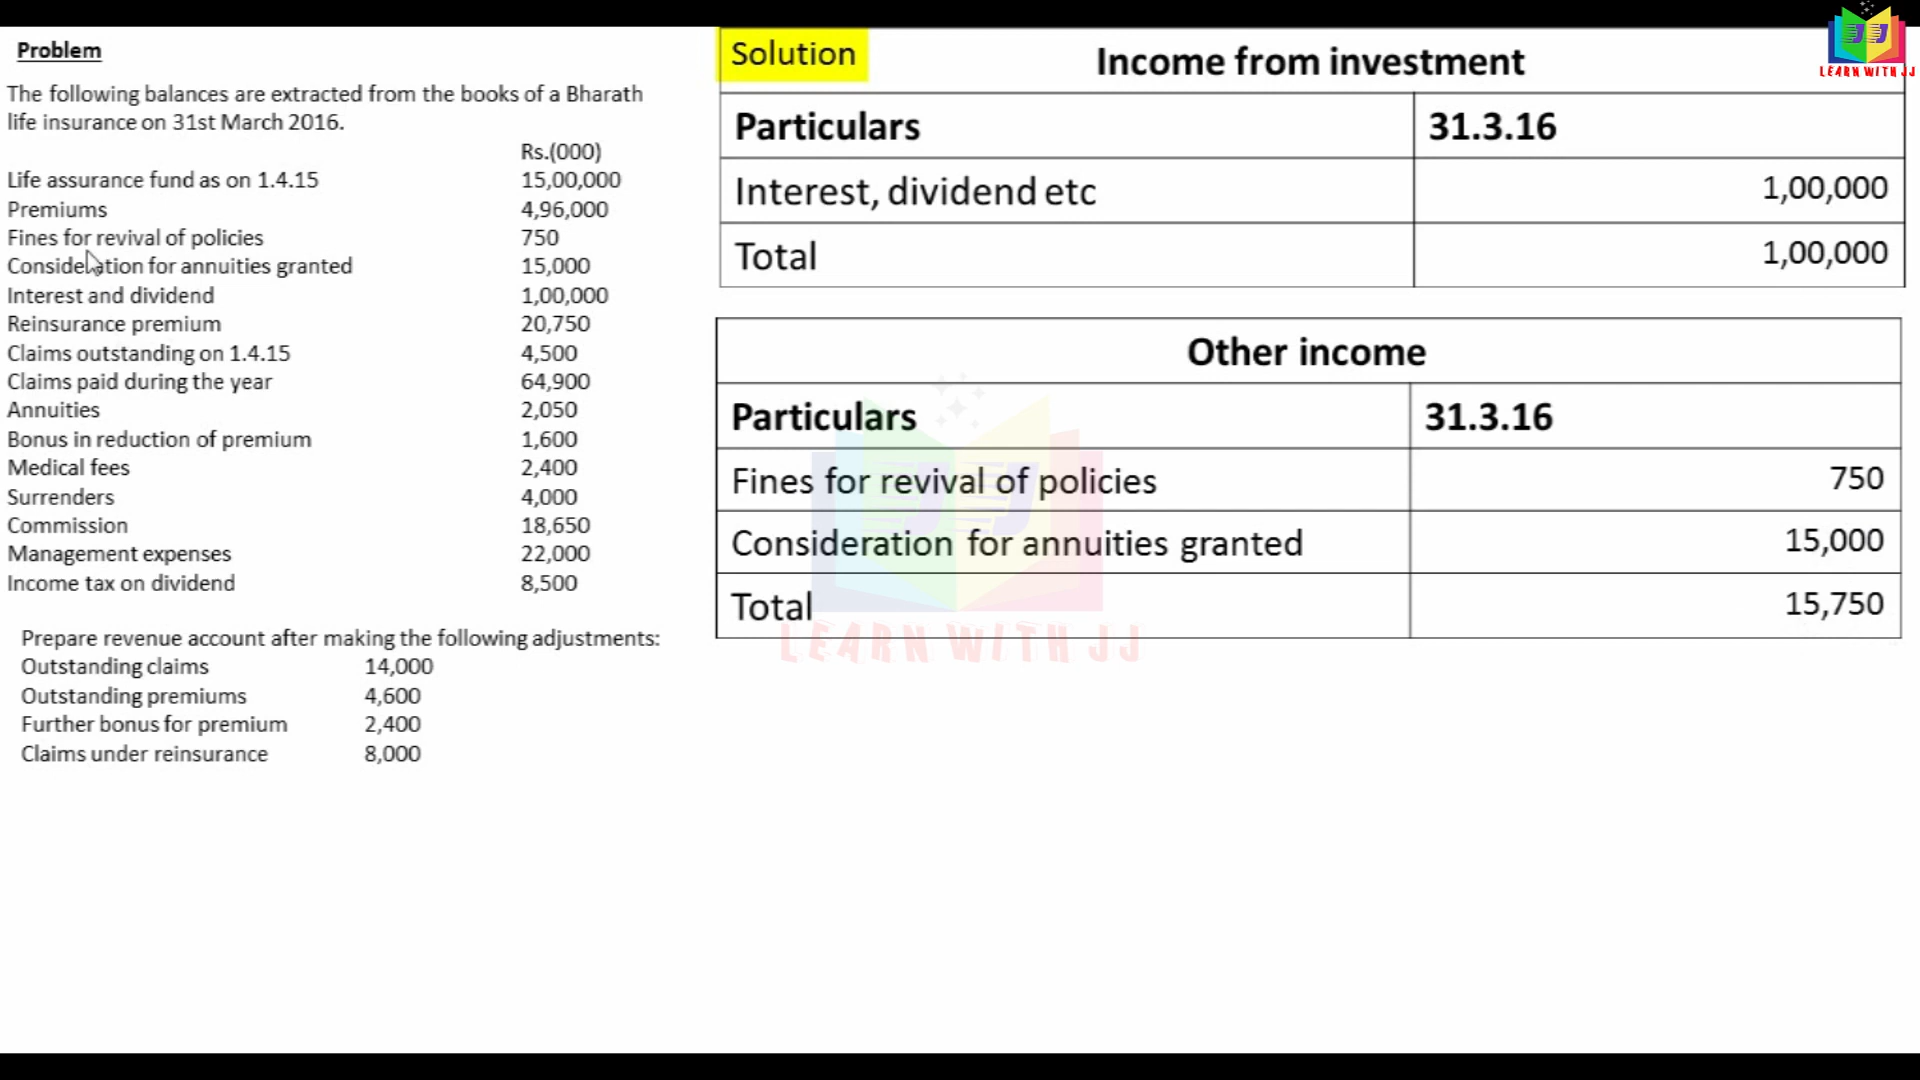 Problem
The following balances are extracted from the books of a Bharath
life insurance on 31st March 2016.
Rs.(000)
Life assurance fund as on 1.4.15 15,00,000
Premiums 4,96,000
Fines for revival of policies 750
Consideration for annuities granted 15,000
Interest and dividend 1,00,000
Reinsurance premium 20,750
Claims outstanding on 1.4.15 4,500
Claims paid during the year 64,900
Annuities 2,050
Bonus in reduction of premium 1,600
Medical fees 2,400
Surrenders 4,000
Commission 18,650
Management expenses 22,000
Income tax on dividend 8,500
Prepare revenue account after making the following adjustments:
Outstanding claims 14,000
Outstanding premiums 4,600
Further bonus for premium 2,400
Claims under reinsurance 8,000
Solution
Income from investment
Particulars 31.3.16
Interest, dividend etc 1,00,000
Total 1,00,000
Other income
Particulars 31.3.16
Fines for revival of policies 750
Consideration for annuities granted 15,000
Total 15,750
JJ
LEARN WITH JJ
JJ
LEARN WITH JJ